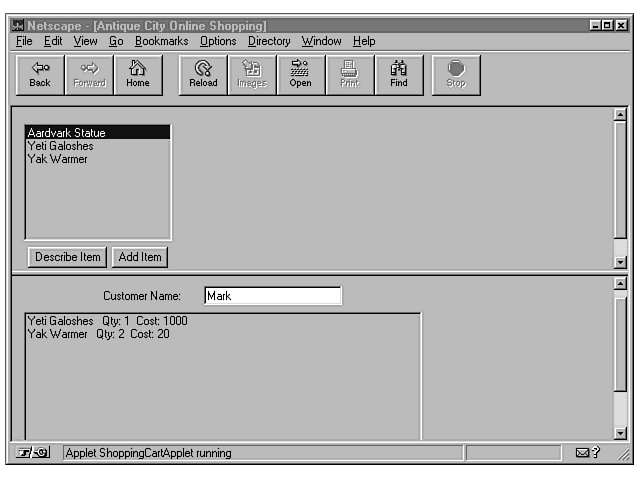 Netscape - [Antique City Online Shopping]
File Edit View Go Bookmarks Options Directory Window Help
Back Forward Home Reload Images Open Print Find Stop
Aardvark Statue
Yeti Galoshes
Yak Warmer
Describe Item Add Item
Customer Name: Mark
Yeti Galoshes Qty: 1 Cost: 1000
Yak Warmer Qty: 2 Cost: 20
Applet ShoppingCartApplet running
?